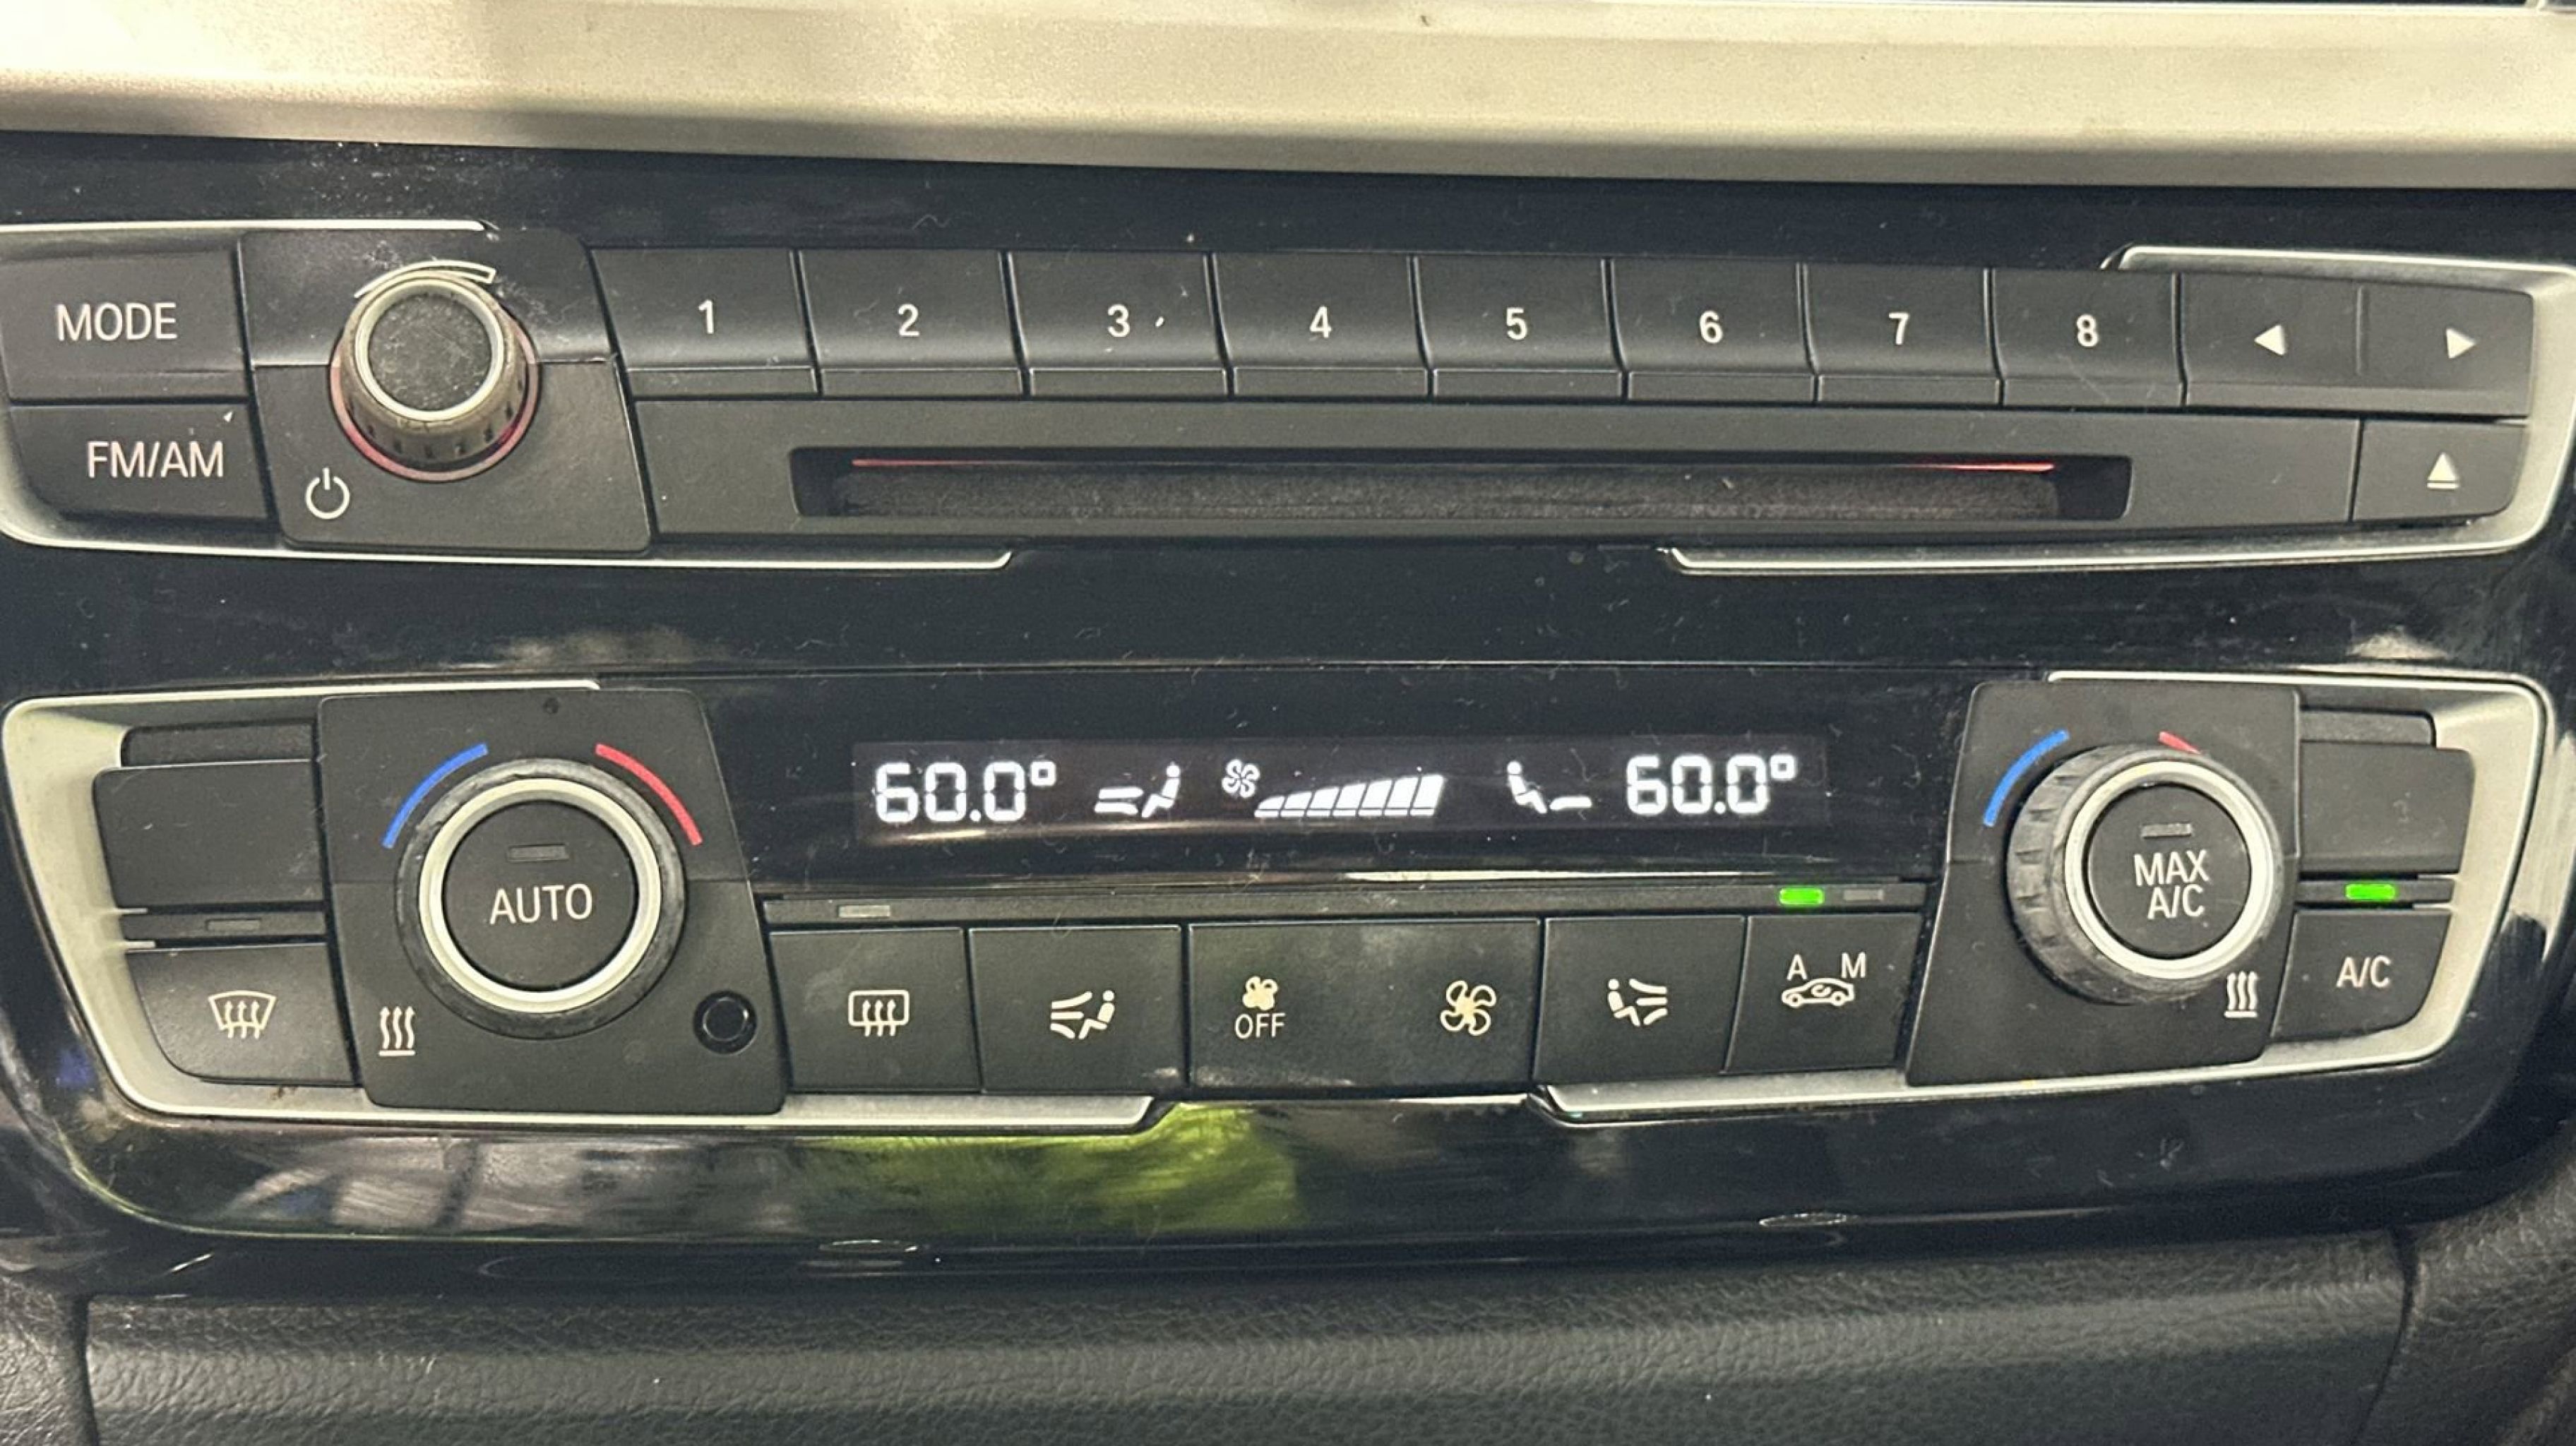 MODE
1 2 3 4 5 6 7 8
FM/AM
60.0° 60.0°
AUTO
MAX
A/C
A M
A/C
OFF